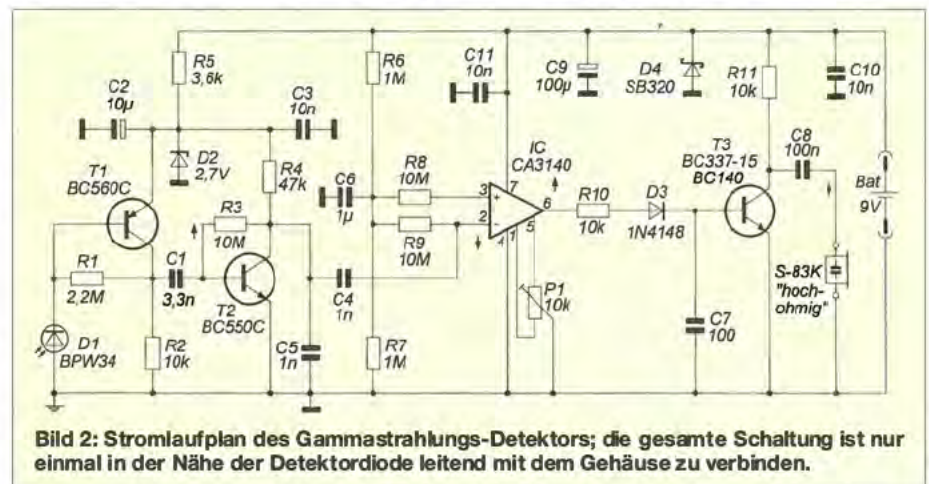 R5
3,6k
R6
1M
C11
10n
C9
100µ
D4
SB320
R11
10k
C10
10n
C2
10µ
C3
10n
T1
BC560C
D2
2,7V
R4
47k
C6
1µ
R8
10M
R9
10M
IC
CA3140
3
+
2
-
7
6
4
1
5
R10
10k
D3
1N4148
T3
BC337-15
BC140
C8
100n
Bat
9V
R3
10M
R1
2,2M
C1
3,3n
T2
BC550C
C4
1n
P1
10k
S-83K
"hoch-
ohmig"
D1
BPW34
R2
10k
C5
1n
R7
1M
C7
100
Bild 2: Stromlaufplan des Gammastrahlungs-Detektors; die gesamte Schaltung ist nur
einmal in der Nähe der Detektordiode leitend mit dem Gehäuse zu verbinden.